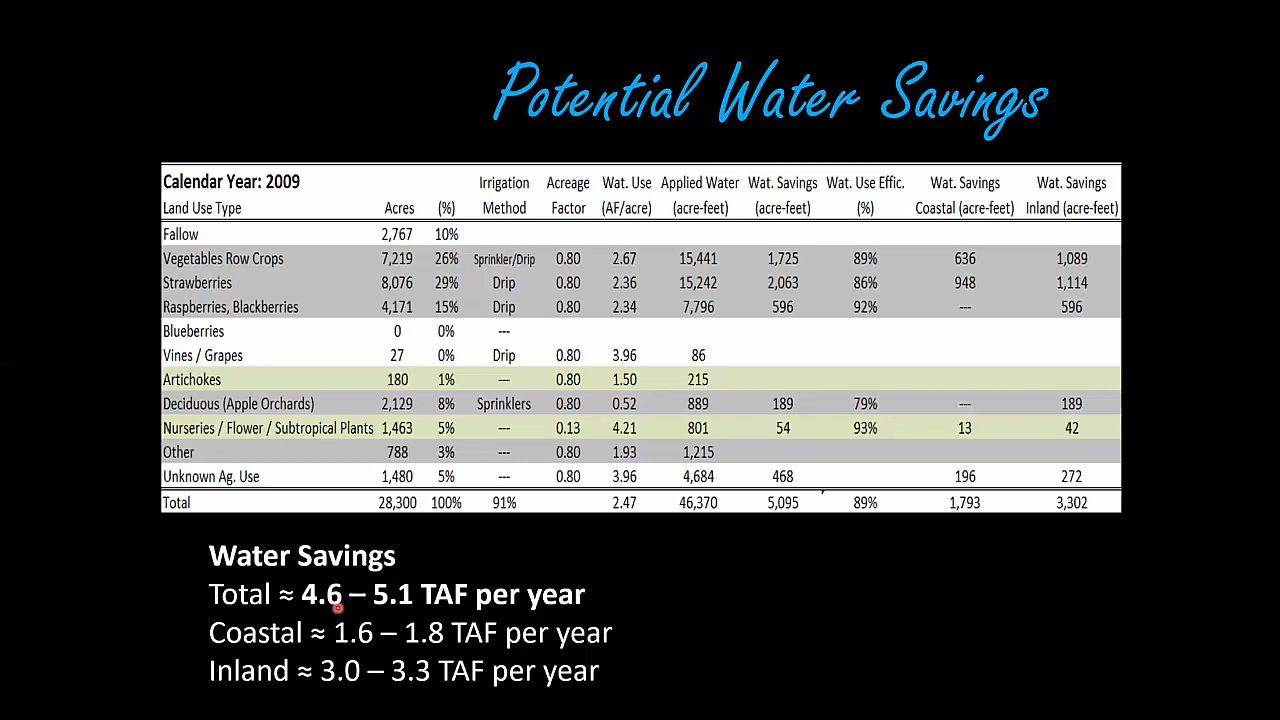 Potential Water Savings
Calendar Year: 2009 Irrigation Acreage Wat. Use Applied Water Wat. Savings Wat. Use Effic. Wat. Savings Wat. Savings
Land Use Type Acres (%) Method Factor (AF/acre) (acre-feet) (acre-feet) (%) Coastal (acre-feet) Inland (acre-feet)
Fallow 2,767 10%
Vegetables Row Crops 7,219 26% Sprinkler/Drip 0.80 2.67 15,441 1,725 89% 636 1,089
Strawberries 8,076 29% Drip 0.80 2.36 15,242 2,063 86% 948 1,114
Raspberries, Blackberries 4,171 15% Drip 0.80 2.34 7,796 596 92% --- 596
Blueberries 0 0% ---
Vines / Grapes 27 0% Drip 0.80 3.96 86
Artichokes 180 1% --- 0.80 1.50 215
Deciduous (Apple Orchards) 2,129 8% Sprinklers 0.80 0.52 889 189 79% --- 189
Nurseries / Flower / Subtropical Plants 1,463 5% --- 0.13 4.21 801 54 93% 13 42
Other 788 3% --- 0.80 1.93 1,215
Unknown Ag. Use 1,480 5% --- 0.80 3.96 4,684 468 196 272
Total 28,300 100% 91% 2.47 46,370 5,095 89% 1,793 3,302
Water Savings
Total ≈ 4.6 – 5.1 TAF per year
Coastal ≈ 1.6 – 1.8 TAF per year
Inland ≈ 3.0 – 3.3 TAF per year